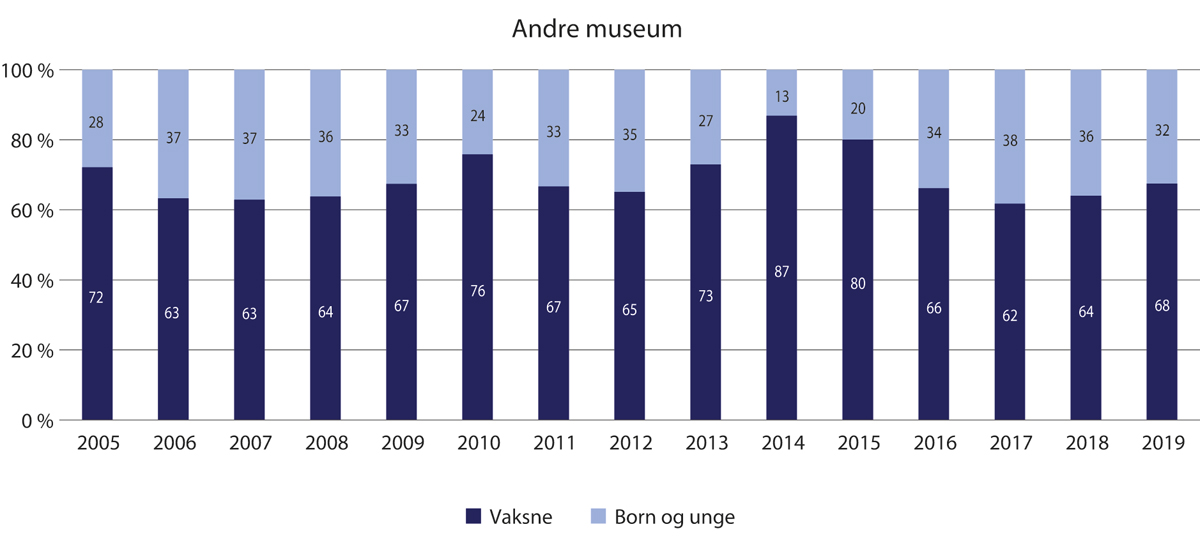 Andre museum
100 %
80 %
60 %
40 %
20 %
0 %
28 37 37 36 33 24 33 35 27 13 20 34 38 36 32
72 63 63 64 67 76 67 65 73 87 80 66 62 64 68
2005 2006 2007 2008 2009 2010 2011 2012 2013 2014 2015 2016 2017 2018 2019
Vaksne Born og unge